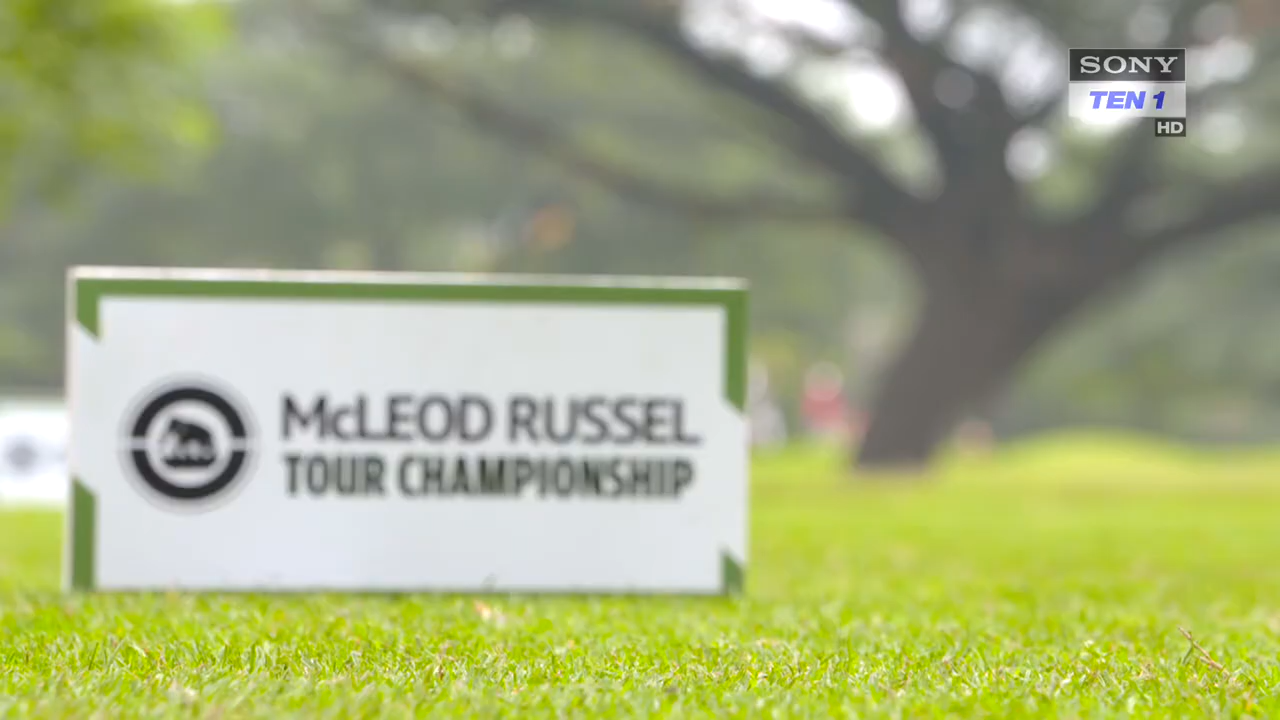 SONY
TEN 1
HD
McLEOD RUSSEL
TOUR CHAMPIONSHIP